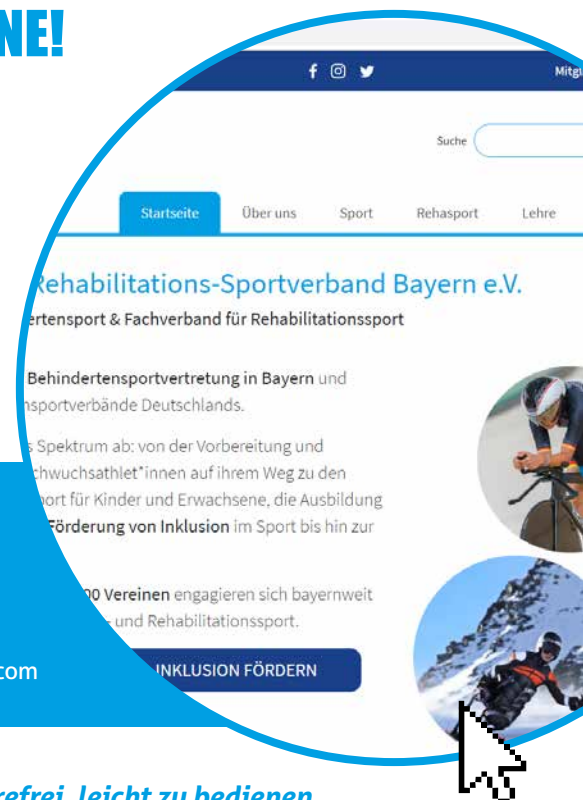 NE!
Suche
Startseite Über uns Sport Rehasport Lehre
Rehabilitations-Sportverband Bayern e.V.
ertensport & Fachverband für Rehabilitationssport
Behindertensportvertretung in Bayern und
nsportverbände Deutschlands.
s Spektrum ab: von der Vorbereitung und
chwuchsathlet*innen auf ihrem Weg zu den
port für Kinder und Erwachsene, die Ausbildung
Förderung von Inklusion im Sport bis hin zur
00 Vereinen engagieren sich bayernweit
- und Rehabilitationssport.
INKLUSION FÖRDERN
com
refrei, leicht zu bedienen